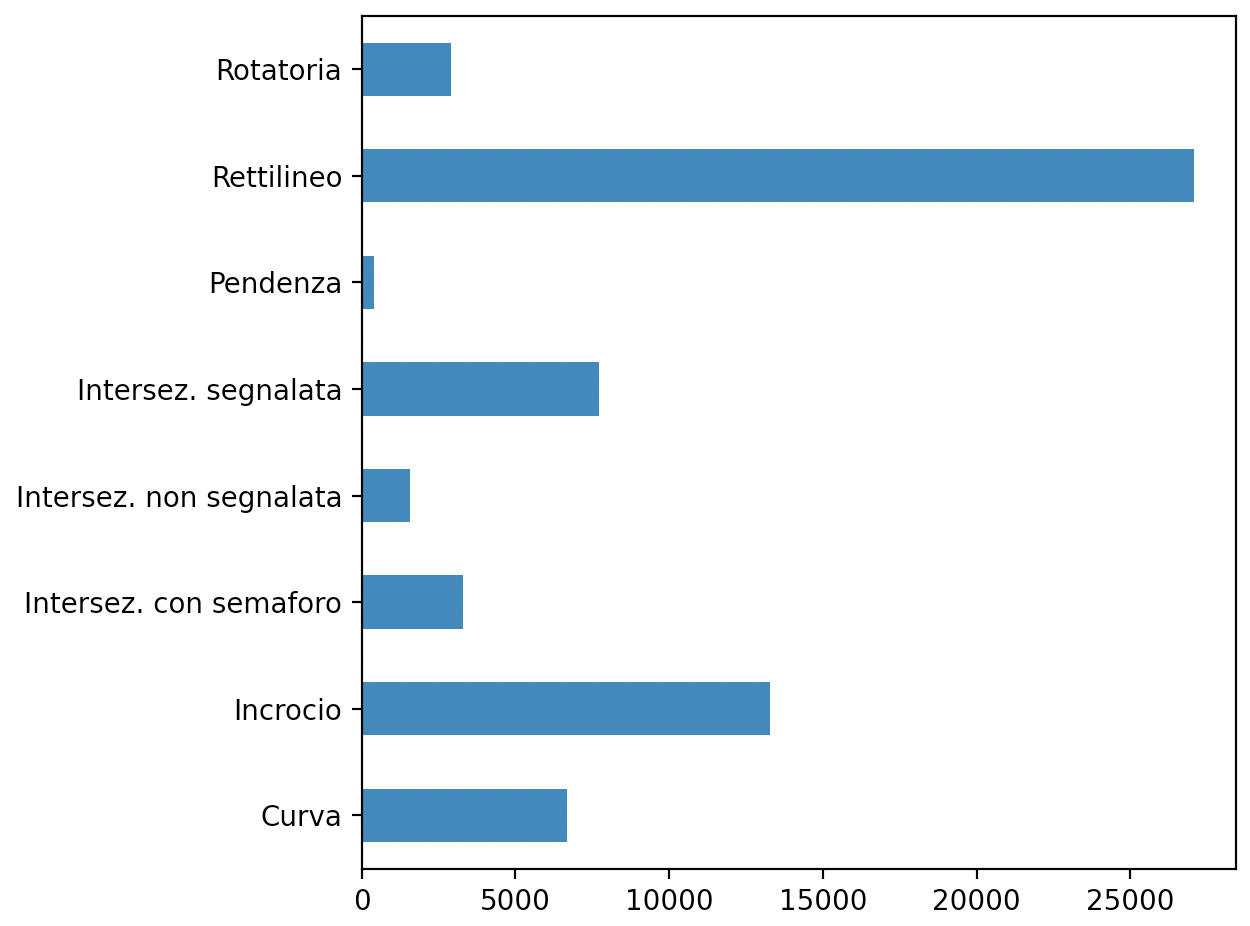 Rotatoria
Rettilineo
Pendenza
Intersez. segnalata
Intersez. non segnalata
Intersez. con semaforo
Incrocio
Curva
0 5000 10000 15000 20000 25000